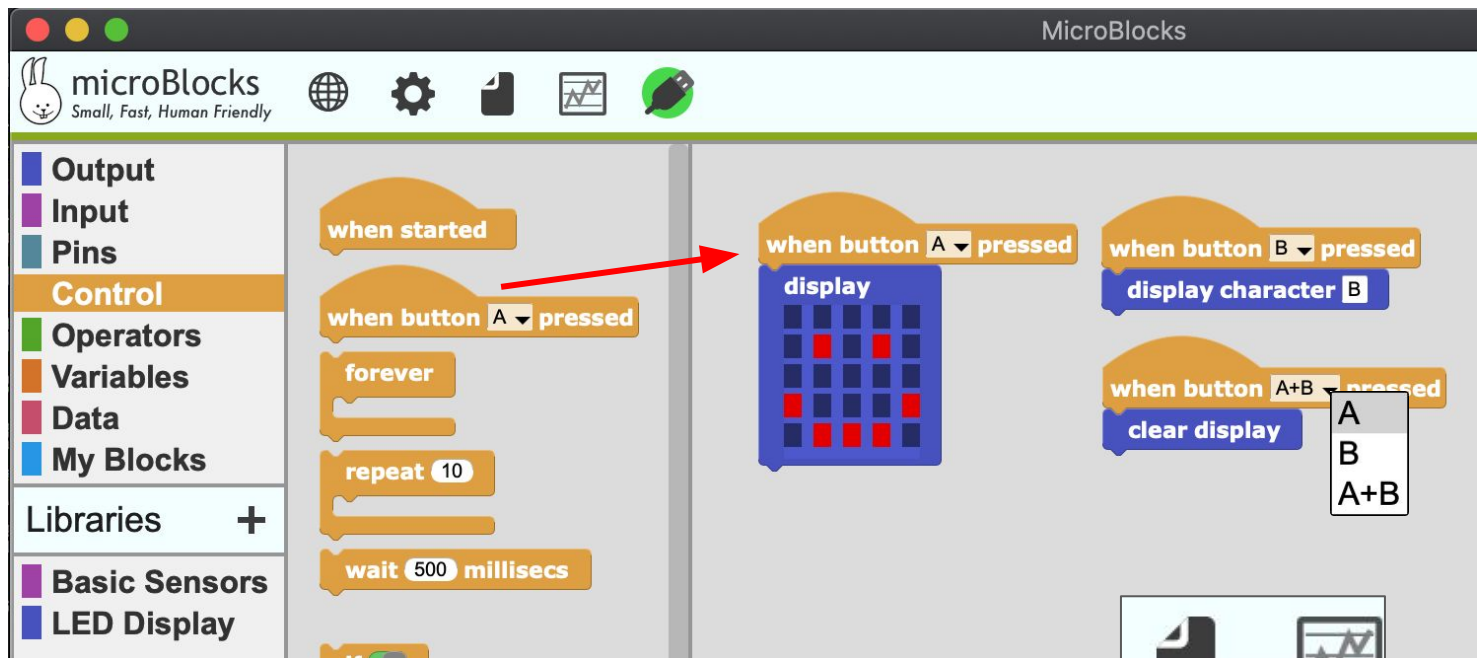 MicroBlocks
microBlocks
Small, Fast, Human Friendly
Output
Input
Pins
Control
Operators
Variables
Data
My Blocks
Libraries +
Basic Sensors
LED Display
when started
when button A pressed
forever
repeat 10
wait 500 millisecs
if
when button A pressed
display
when button B pressed
display character B
when button A+B pressed
clear display
A
B
A+B